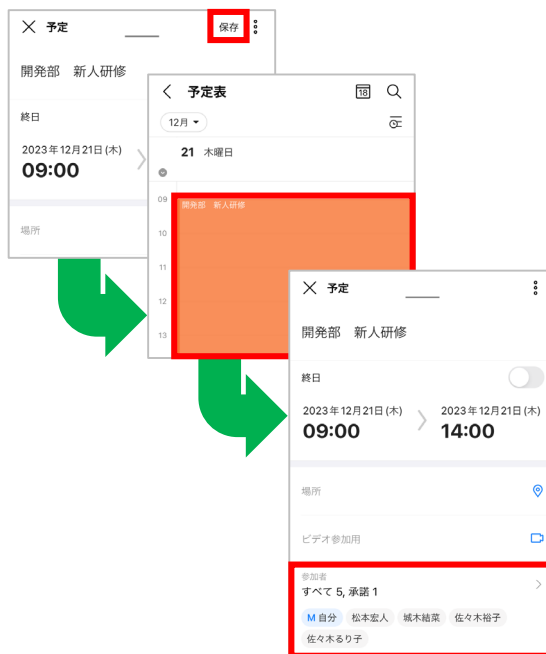 予定
保存
開発部 新人研修
終日
2023年12月21日(木)
09:00
場所
予定表
18
12月
21 木曜日
09
開発部 新人研修
10
11
12
13
予定
開発部 新人研修
終日
2023年12月21日(木) 2023年12月21日(木)
09:00 14:00
場所
ビデオ参加用
参加者
すべて 5, 承諾 1
M 自分 松本宏人 城木結菜 佐々木裕子
佐々木るり子